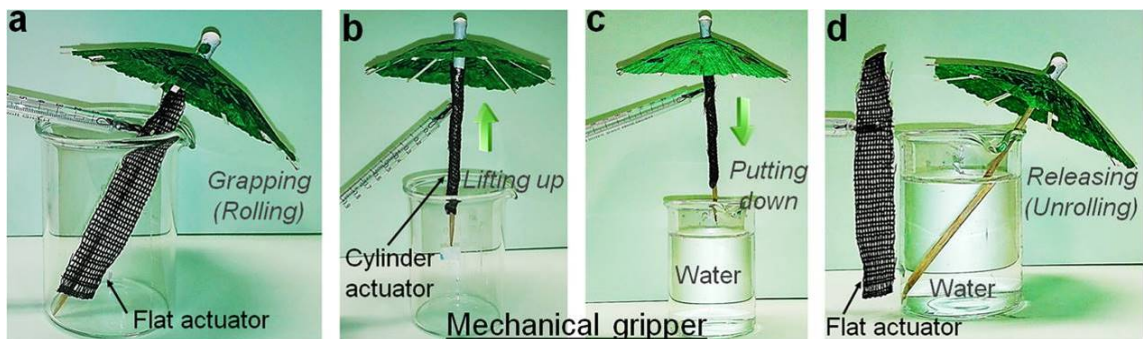 a
Grapping
(Rolling)
Flat actuator
b
Lifting up
Cylinder
actuator
c
Putting
down
Water
d
Releasing
(Unrolling)
Water
Flat actuator
Mechanical gripper